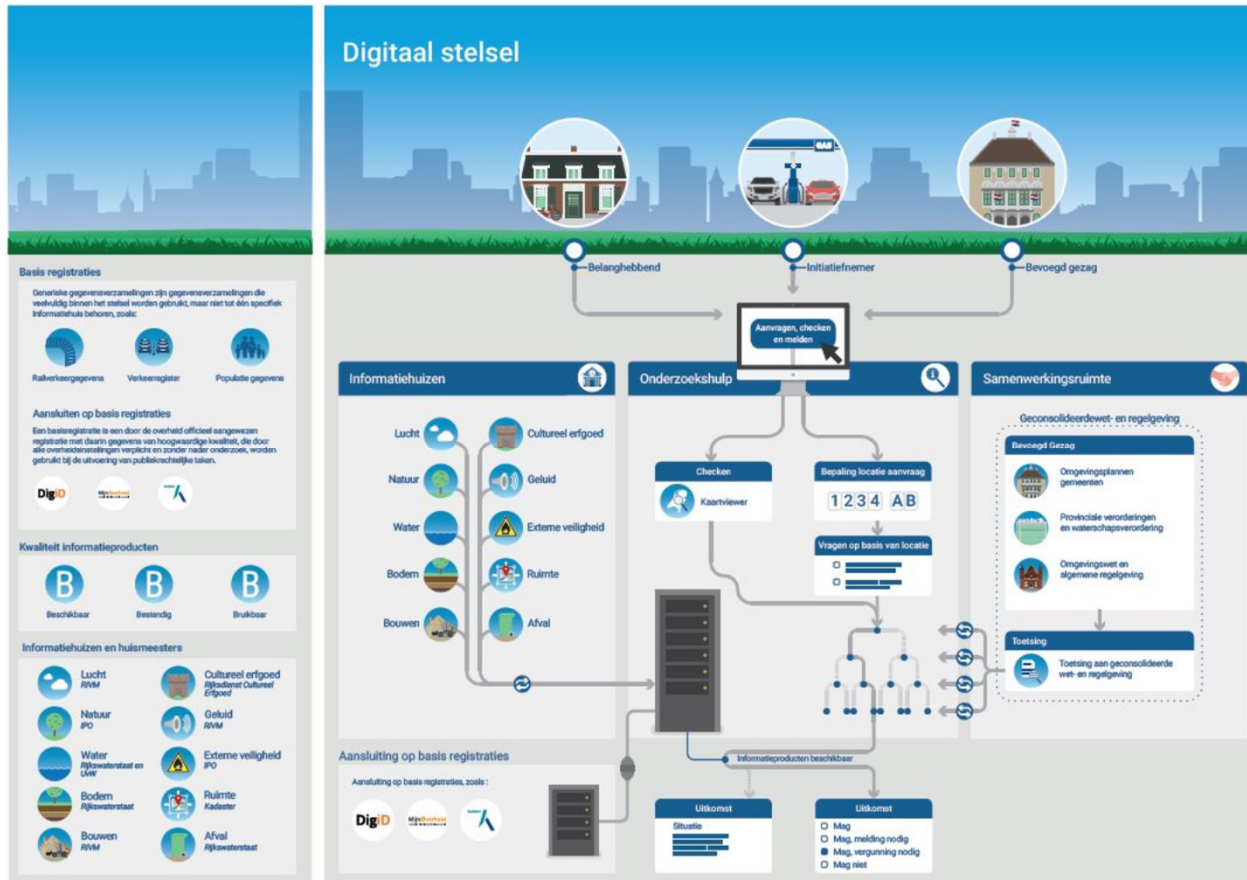 Digitaal stelsel
GAS
Belanghebbend
Initiatiefnemer
Bevoegd gezag
Basis registraties
Generieke gegevensverzamelingen zijn gegevensverzamelingen die
veelvuldig binnen het stelsel worden gebruikt, maar niet tot één specifiek
Informatiehuis behoren, zoals:
Railverkeergegevens
Verkeerregister
Populatie gegevens
Aansluiten op basis registraties
Een basisregistratie is een door de overheid officieel aangewezen
registratie met daarin gegevens van hoogwaardige kwaliteit, die door
alle overheidsinstellingen verplicht en zonder nader onderzoek, worden
gebruikt bij de uitvoering van publiekrechtelijke taken.
DigiD
MijnOverheid
Kwaliteit informatieproducten
B
B
B
Beschikbaar
Bestendig
Bruikbaar
Informatiehuizen en huismeesters
Lucht
RIVM
Cultureel erfgoed
Rijksdienst Cultureel
Erfgoed
Natuur
IPO
Geluid
RIVM
Water
Rijkswaterstaat en
UvW
Externe veiligheid
IPO
Bodem
Rijkswaterstaat
Ruimte
Kadaster
Bouwen
RIVM
Afval
Rijkswaterstaat
Aanvragen, checken
en melden
Informatiehuizen
Lucht
Cultureel erfgoed
Natuur
Geluid
Water
Externe veiligheid
Bodem
Ruimte
Bouwen
Afval
Aansluiting op basis registraties
Aansluiting op basis registraties, zoals :
DigiD
MijnOverheid
Onderzoekshulp
Checken
Kaartviewer
Bepaling locatie aanvraag
1234 AB
Vragen op basis van locatie
Informatieproducten beschikbaar
Uitkomst
Situatie
Uitkomst
Mag
Mag, melding nodig
Mag, vergunning nodig
Mag niet
Samenwerkingsruimte
Geconsolideerdewet- en regelgeving
Bevoegd Gezag
Omgevingsplannen
gemeenten
Provinciale verordeningen
en waterschapsverordening
Omgevingswet en
algemene regelgeving
Toetsing
Toetsing aan geconsolideerde
wet- en regelgeving